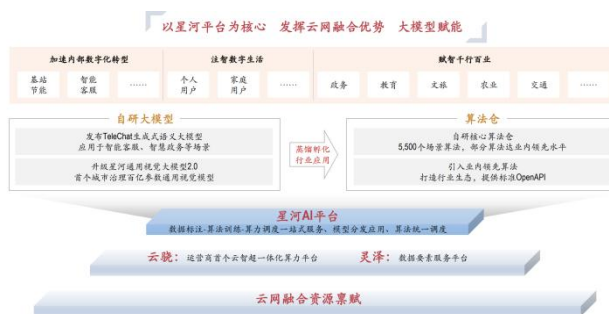 以星河平台为核心 发挥云网融合优势 大模型赋能
加速内部数字化转型 注智数字生活 赋智千行百业
基站节能 智能客服 …… 个人用户 家庭用户 …… 政务 教育 文旅 农业 交通 ……
自研大模型
发布TeleChat生成式语义大模型
应用于智能客服、智慧政务等场景
升级星河通用视觉大模型2.0
首个城市治理百亿参数通用视觉模型
蒸馏孵化
行业应用
算法仓
自研核心算法仓
5,500个场景算法，部分算法达业内领先水平
引入业内领先算法
打造行业生态，提供标准OpenAPI
星河AI平台
数据标注-算法训练-算力调度一站式服务、模型分发应用、算法统一调度
云骁：运营商首个云智超一体化算力平台 灵泽：数据要素服务平台
云网融合资源禀赋